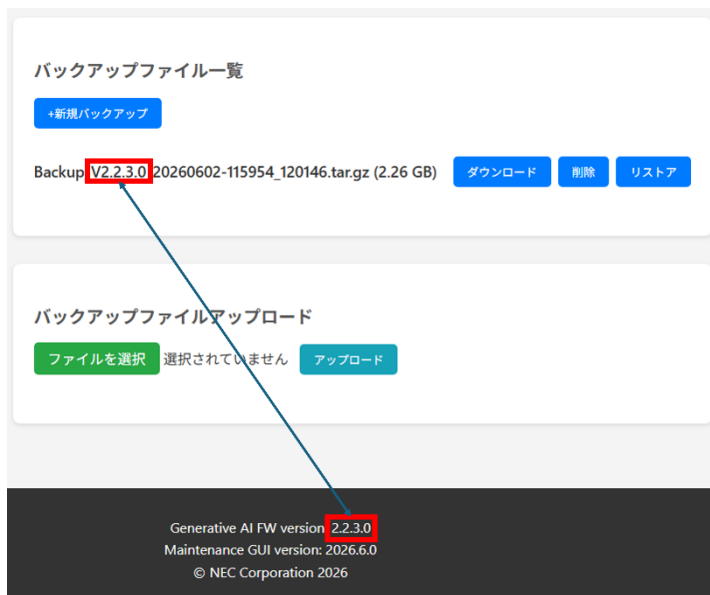 バックアップファイル一覧
+新規バックアップ
Backup V2.2.3.0 20260602-115954_120146.tar.gz (2.26 GB) ダウンロード 削除 リストア
バックアップファイルアップロード
ファイルを選択 選択されていません アップロード
Generative AI FW version 2.2.3.0
Maintenance GUI version: 2026.6.0
© NEC Corporation 2026